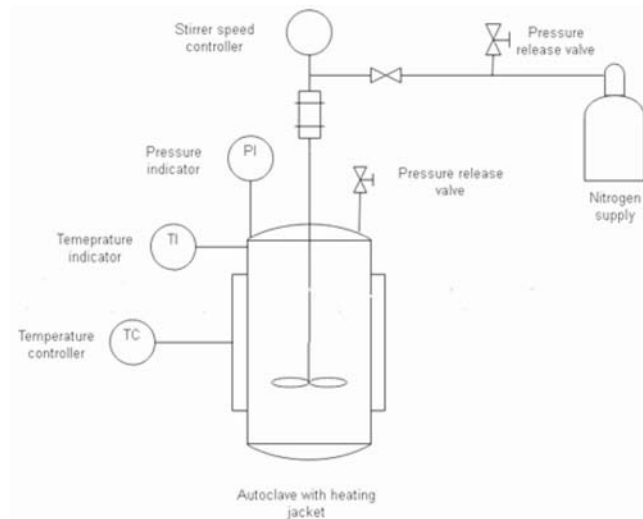 Stirrer speed
controller
Pressure
release valve
PI
Pressure
indicator
Pressure release
valve
Nitrogen
supply
TI
Temeprature
indicator
TC
Temperature
controller
Autoclave with heating
jacket